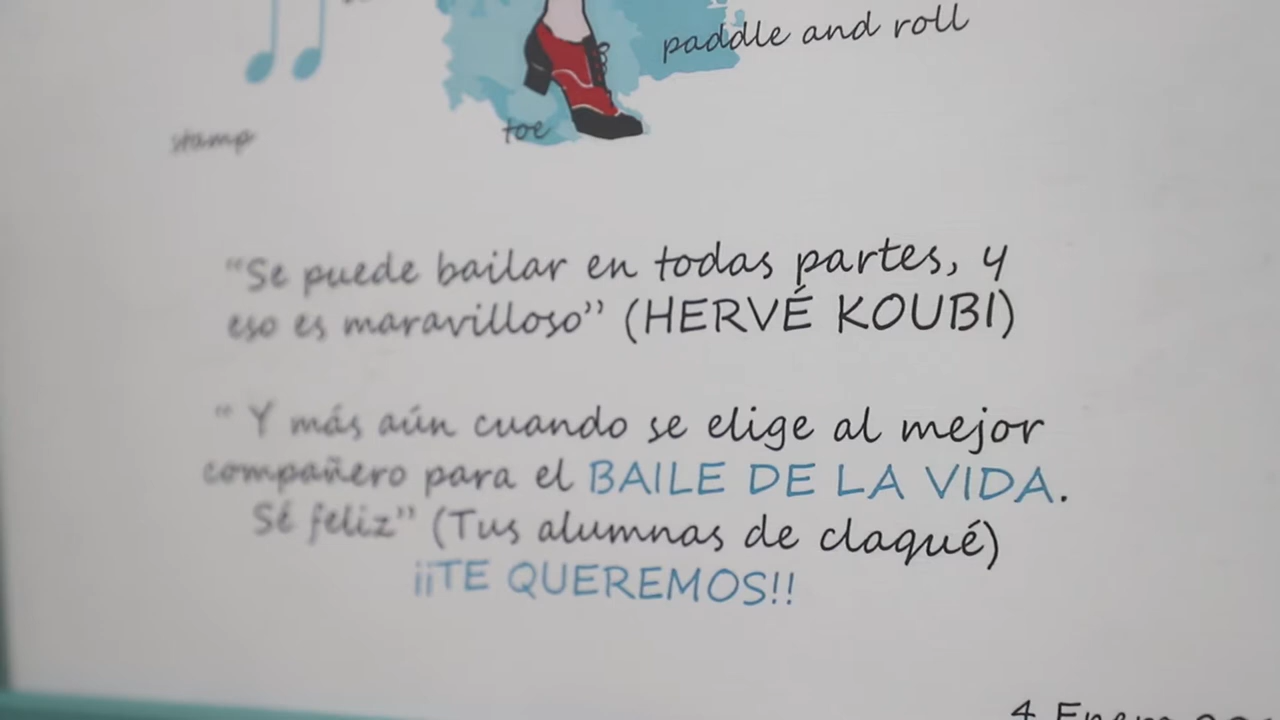 paddle and roll
toe
stamp
“Se puede bailar en todas partes, y
eso es maravilloso” (HERVÉ KOUBI)
“ Y más aún cuando se elige al mejor
compañero para el BAILE DE LA VIDA.
Sé feliz” (Tus alumnas de claqué)
¡¡TE QUEREMOS!!
4